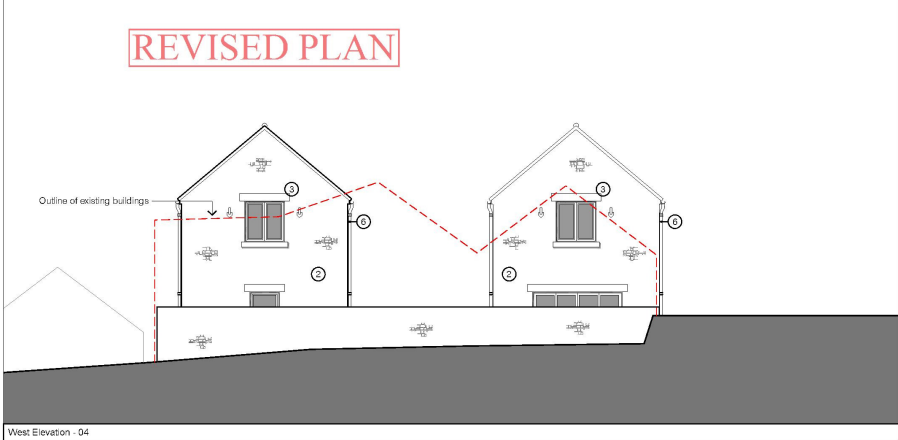 REVISED PLAN
3
3
Outline of existing buildings
6
6
2
2
West Elevation - 04